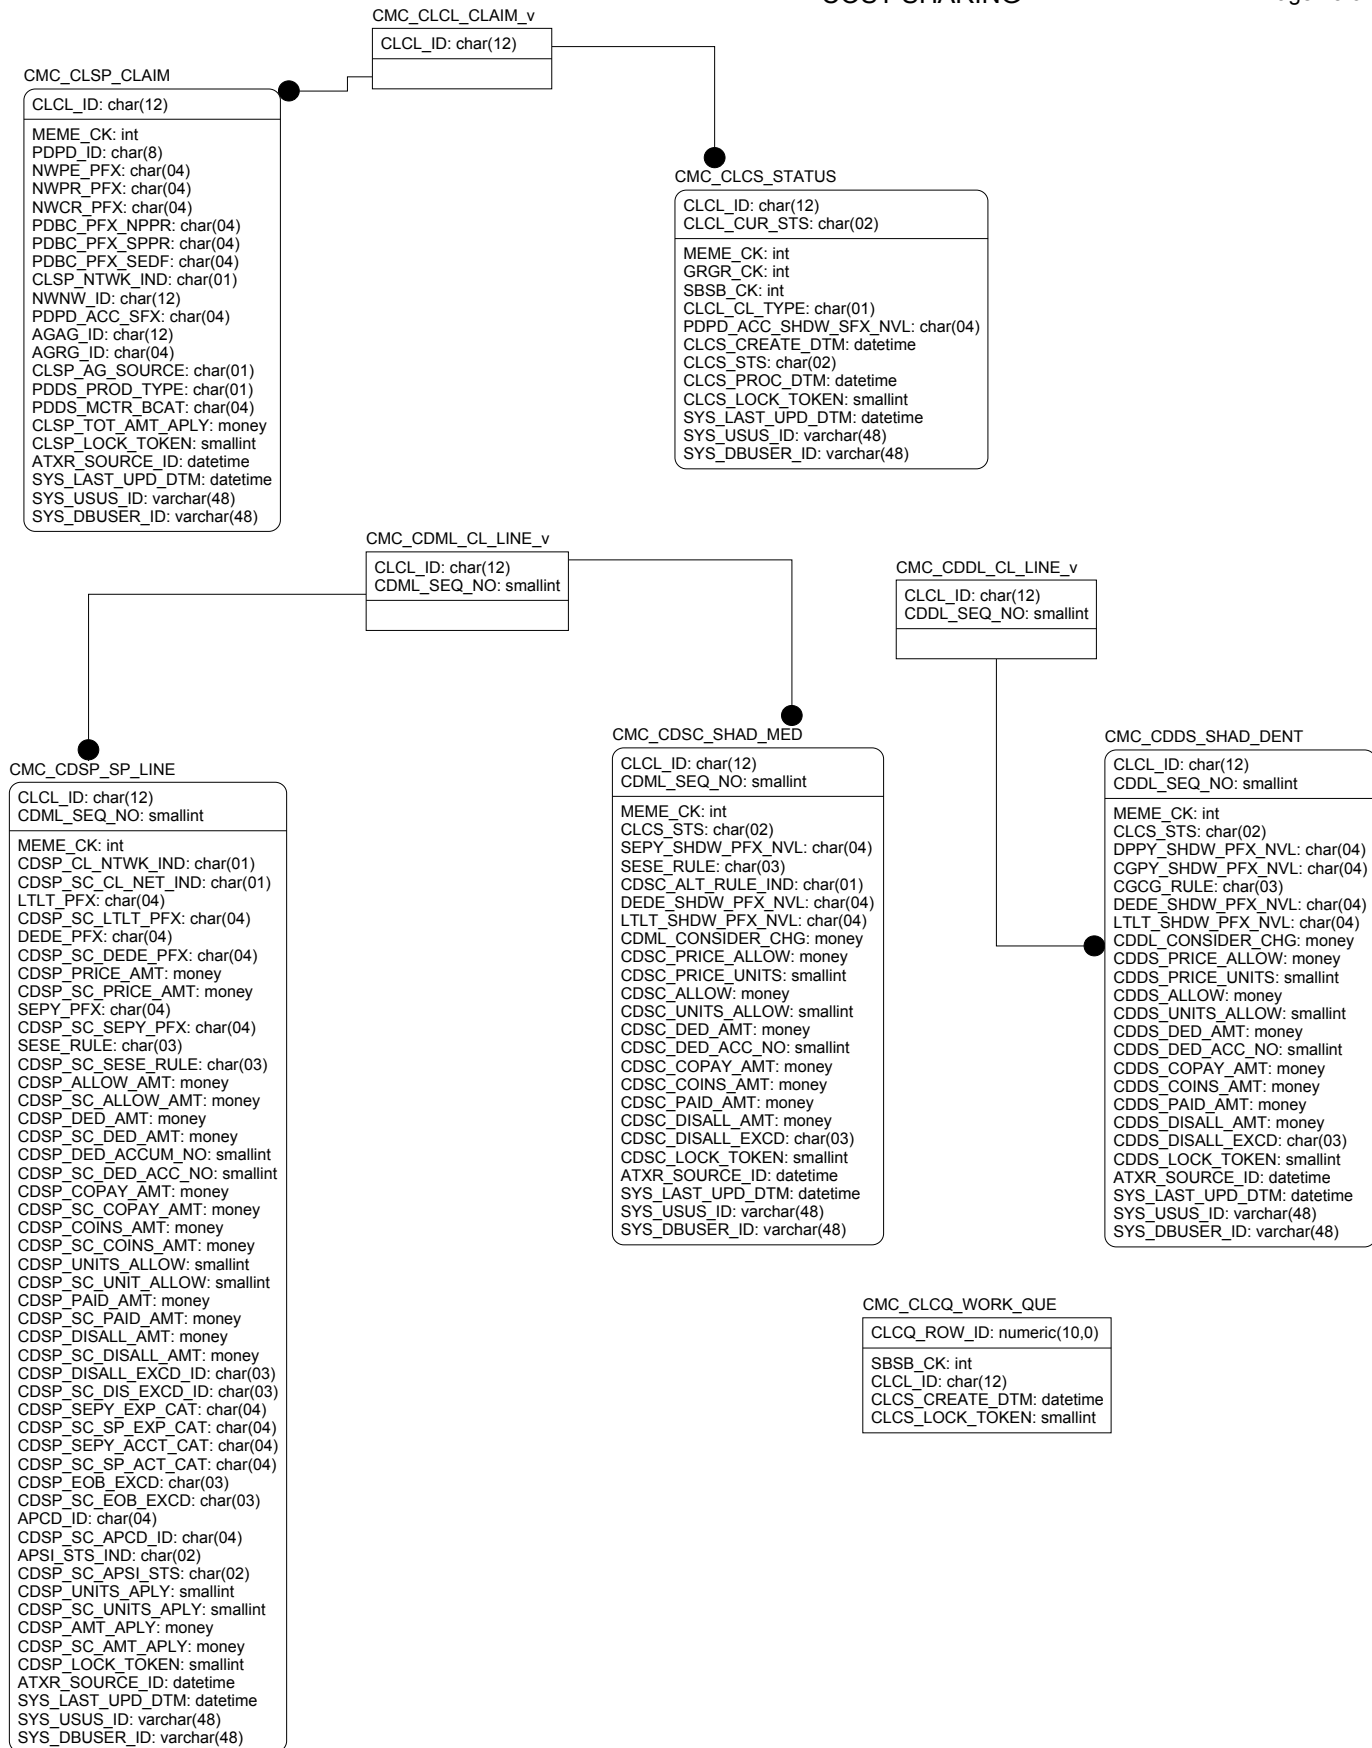 CMC_CLCL_CLAIM_v
CLCL_ID: char(12)
CMC_CLSP_CLAIM
CLCL_ID: char(12)
MEME_CK: int
PDPD_ID: char(8)
NWPE_PFX: char(04)
NWPR_PFX: char(04)
NWCR_PFX: char(04)
PDBC_PFX_NPPR: char(04)
PDBC_PFX_SPPR: char(04)
PDBC_PFX_SEDF: char(04)
CLSP_NTWK_IND: char(01)
NWNW_ID: char(12)
PDPD_ACC_SFX: char(04)
AGAG_ID: char(12)
AGRG_ID: char(04)
CLSP_AG_SOURCE: char(01)
PDDS_PROD_TYPE: char(01)
PDDS_MCTR_BCAT: char(04)
CLSP_TOT_AMT_APLY: money
CLSP_LOCK_TOKEN: smallint
ATXR_SOURCE_ID: datetime
SYS_LAST_UPD_DTM: datetime
SYS_USUS_ID: varchar(48)
SYS_DBUSER_ID: varchar(48)
CMC_CLCS_STATUS
CLCL_ID: char(12)
CLCL_CUR_STS: char(02)
MEME_CK: int
GRGR_CK: int
SBSB_CK: int
CLCL_CL_TYPE: char(01)
PDPD_ACC_SHDW_SFX_NVL: char(04)
CLCS_CREATE_DTM: datetime
CLCS_STS: char(02)
CLCS_PROC_DTM: datetime
CLCS_LOCK_TOKEN: smallint
SYS_LAST_UPD_DTM: datetime
SYS_USUS_ID: varchar(48)
SYS_DBUSER_ID: varchar(48)
CMC_CDML_CL_LINE_v
CLCL_ID: char(12)
CDML_SEQ_NO: smallint
CMC_CDDL_CL_LINE_v
CLCL_ID: char(12)
CDDL_SEQ_NO: smallint
CMC_CDSP_SP_LINE
CLCL_ID: char(12)
CDML_SEQ_NO: smallint
MEME_CK: int
CDSP_CL_NTWK_IND: char(01)
CDSP_SC_CL_NET_IND: char(01)
LTLT_PFX: char(04)
CDSP_SC_LTLT_PFX: char(04)
DEDE_PFX: char(04)
CDSP_SC_DEDE_PFX: char(04)
CDSP_PRICE_AMT: money
CDSP_SC_PRICE_AMT: money
SEPY_PFX: char(04)
CDSP_SC_SEPY_PFX: char(04)
SESE_RULE: char(03)
CDSP_SC_SESE_RULE: char(03)
CDSP_ALLOW_AMT: money
CDSP_SC_ALLOW_AMT: money
CDSP_DED_AMT: money
CDSP_SC_DED_AMT: money
CDSP_DED_ACCUM_NO: smallint
CDSP_SC_DED_ACC_NO: smallint
CDSP_COPAY_AMT: money
CDSP_SC_COPAY_AMT: money
CDSP_COINS_AMT: money
CDSP_SC_COINS_AMT: money
CDSP_UNITS_ALLOW: smallint
CDSP_SC_UNIT_ALLOW: smallint
CDSP_PAID_AMT: money
CDSP_SC_PAID_AMT: money
CDSP_DISALL_AMT: money
CDSP_SC_DISALL_AMT: money
CDSP_DISALL_EXCD_ID: char(03)
CDSP_SC_DIS_EXCD_ID: char(03)
CDSP_SEPY_EXP_CAT: char(04)
CDSP_SC_SP_EXP_CAT: char(04)
CDSP_SEPY_ACCT_CAT: char(04)
CDSP_SC_SP_ACT_CAT: char(04)
CDSP_EOB_EXCD: char(03)
CDSP_SC_EOB_EXCD: char(03)
APCD_ID: char(04)
CDSP_SC_APCD_ID: char(04)
APSI_STS_IND: char(02)
CDSP_SC_APSI_STS: char(02)
CDSP_UNITS_APLY: smallint
CDSP_SC_UNITS_APLY: smallint
CDSP_AMT_APLY: money
CDSP_SC_AMT_APLY: money
CDSP_LOCK_TOKEN: smallint
ATXR_SOURCE_ID: datetime
SYS_LAST_UPD_DTM: datetime
SYS_USUS_ID: varchar(48)
SYS_DBUSER_ID: varchar(48)
CMC_CDSC_SHAD_MED
CLCL_ID: char(12)
CDML_SEQ_NO: smallint
MEME_CK: int
CLCS_STS: char(02)
SEPY_SHDW_PFX_NVL: char(04)
SESE_RULE: char(03)
CDSC_ALT_RULE_IND: char(01)
DEDE_SHDW_PFX_NVL: char(04)
LTLT_SHDW_PFX_NVL: char(04)
CDML_CONSIDER_CHG: money
CDSC_PRICE_ALLOW: money
CDSC_PRICE_UNITS: smallint
CDSC_ALLOW: money
CDSC_UNITS_ALLOW: smallint
CDSC_DED_AMT: money
CDSC_DED_ACC_NO: smallint
CDSC_COPAY_AMT: money
CDSC_COINS_AMT: money
CDSC_PAID_AMT: money
CDSC_DISALL_AMT: money
CDSC_DISALL_EXCD: char(03)
CDSC_LOCK_TOKEN: smallint
ATXR_SOURCE_ID: datetime
SYS_LAST_UPD_DTM: datetime
SYS_USUS_ID: varchar(48)
SYS_DBUSER_ID: varchar(48)
CMC_CDDS_SHAD_DENT
CLCL_ID: char(12)
CDDL_SEQ_NO: smallint
MEME_CK: int
CLCS_STS: char(02)
DPPY_SHDW_PFX_NVL: char(04)
CGPY_SHDW_PFX_NVL: char(04)
CGCG_RULE: char(03)
DEDE_SHDW_PFX_NVL: char(04)
LTLT_SHDW_PFX_NVL: char(04)
CDDL_CONSIDER_CHG: money
CDDS_PRICE_ALLOW: money
CDDS_PRICE_UNITS: smallint
CDDS_ALLOW: money
CDDS_UNITS_ALLOW: smallint
CDDS_DED_AMT: money
CDDS_DED_ACC_NO: smallint
CDDS_COPAY_AMT: money
CDDS_COINS_AMT: money
CDDS_PAID_AMT: money
CDDS_DISALL_AMT: money
CDDS_DISALL_EXCD: char(03)
CDDS_LOCK_TOKEN: smallint
ATXR_SOURCE_ID: datetime
SYS_LAST_UPD_DTM: datetime
SYS_USUS_ID: varchar(48)
SYS_DBUSER_ID: varchar(48)
CMC_CLCQ_WORK_QUE
CLCQ_ROW_ID: numeric(10,0)
SBSB_CK: int
CLCL_ID: char(12)
CLCS_CREATE_DTM: datetime
CLCS_LOCK_TOKEN: smallint